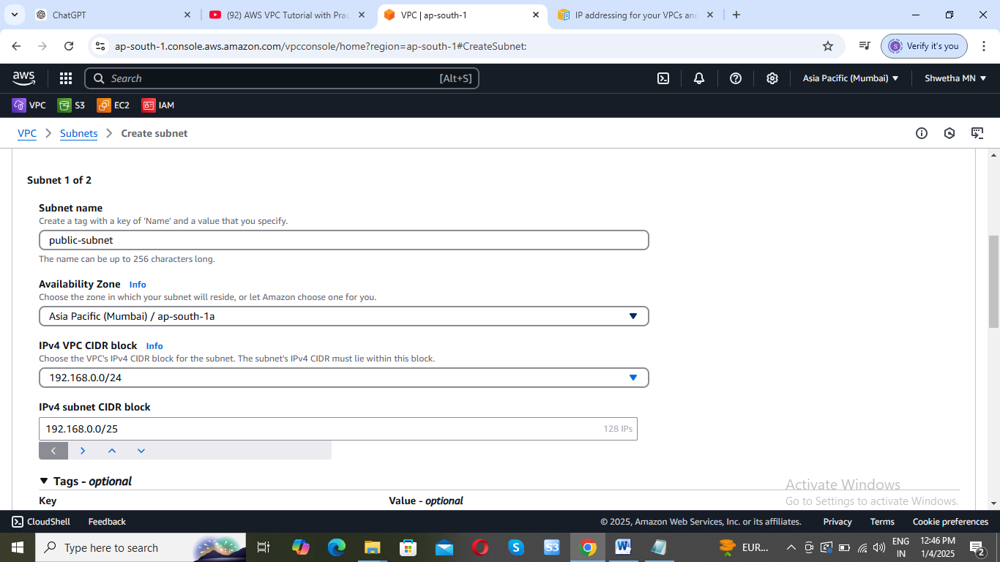 ChatGPT
(92) AWS VPC Tutorial with Prac
VPC | ap-south-1
IP addressing for your VPCs and
ap-south-1.console.aws.amazon.com/vpcconsole/home?region=ap-south-1#CreateSubnet:
S
Verify it's you
aws
Search
[Alt+S]
Asia Pacific (Mumbai)
Shwetha MN
VPC
S3
EC2
IAM
VPC
Subnets
Create subnet
Subnet 1 of 2
Subnet name
Create a tag with a key of 'Name' and a value that you specify.
public-subnet
The name can be up to 256 characters long.
Availability Zone Info
Choose the zone in which your subnet will reside, or let Amazon choose one for you.
Asia Pacific (Mumbai) / ap-south-1a
IPv4 VPC CIDR block Info
Choose the VPC's IPv4 CIDR block for the subnet. The subnet's IPv4 CIDR must lie within this block.
192.168.0.0/24
IPv4 subnet CIDR block
192.168.0.0/25
128 IPs
Tags - optional
Key
Value - optional
Activate Windows
Go to Settings to activate Windows.
CloudShell
Feedback
© 2025, Amazon Web Services, Inc. or its affiliates.
Privacy
Terms
Cookie preferences
Type here to search
S
S3
W
EUR...
ENG
IN
12:46 PM
1/4/2025
2